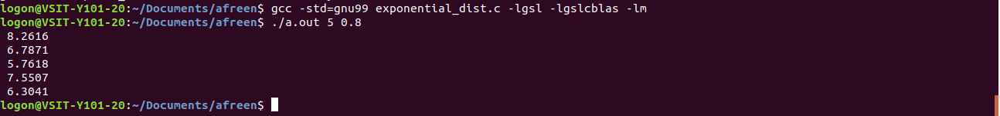 logon@VSIT-Y101-20:~/Documents/afreen$ gcc -std=gnu99 exponential_dist.c -lgsl -lgslcblas -lm
logon@VSIT-Y101-20:~/Documents/afreen$ ./a.out 5 0.8
8.2616
6.7871
5.7618
7.5507
6.3041
logon@VSIT-Y101-20:~/Documents/afreen$